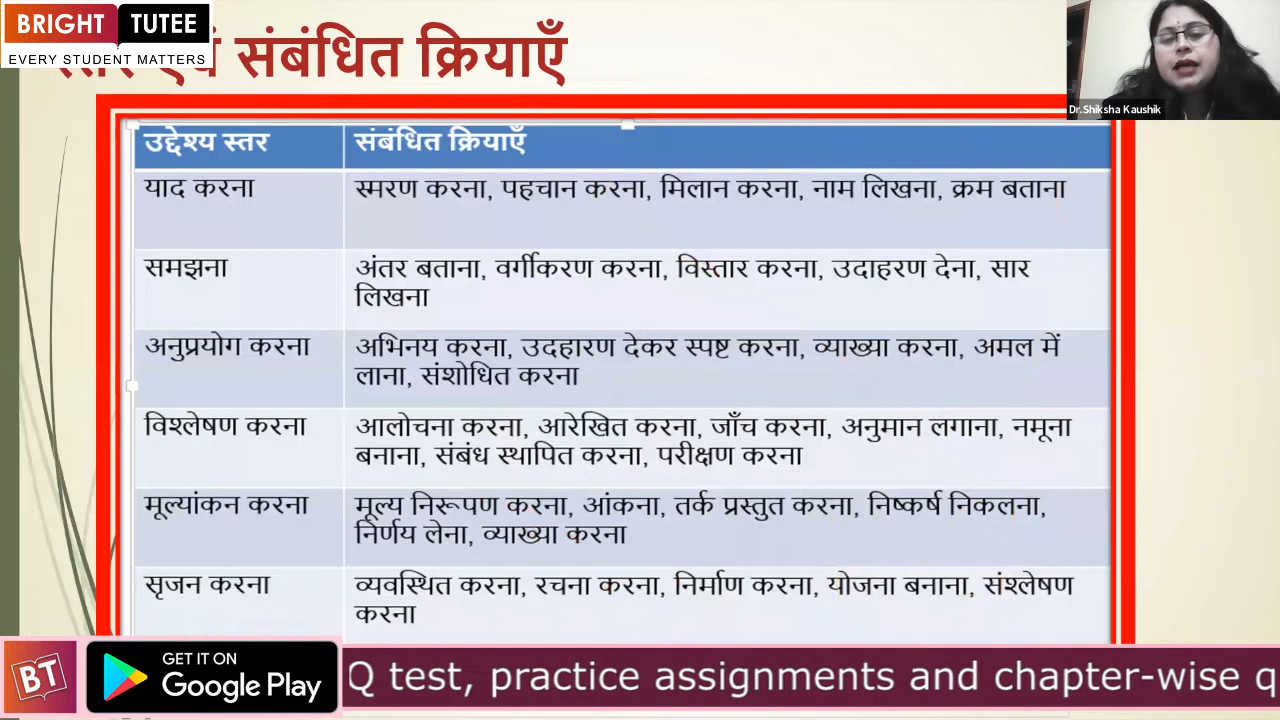 BRIGHT TUTEE
EVERY STUDENT MATTERS
संबंधित क्रियाएँ
Dr.Shiksha Kaushik
उद्देश्य स्तर संबंधित क्रियाएँ
याद करना स्मरण करना, पहचान करना, मिलान करना, नाम लिखना, क्रम बताना
समझना अंतर बताना, वर्गीकरण करना, विस्तार करना, उदाहरण देना, सार
लिखना
अनुप्रयोग करना अभिनय करना, उदहारण देकर स्पष्ट करना, व्याख्या करना, अमल में
लाना, संशोधित करना
विश्लेषण करना आलोचना करना, आरेखित करना, जाँच करना, अनुमान लगाना, नमूना
बनाना, संबंध स्थापित करना, परीक्षण करना
मूल्यांकन करना मूल्य निरूपण करना, आंकना, तर्क प्रस्तुत करना, निष्कर्ष निकलना,
निर्णय लेना, व्याख्या करना
सृजन करना व्यवस्थित करना, रचना करना, निर्माण करना, योजना बनाना, संश्लेषण
करना
BT
GET IT ON
Google Play
Q test, practice assignments and chapter-wise q